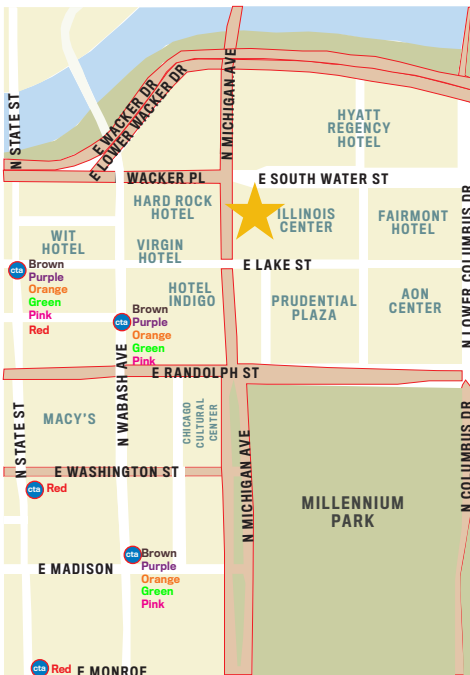 N STATE ST
E WACKER DR
E LOWER WACKER DR
N MICHIGAN AVE
HYATT
REGENCY
HOTEL
WACKER PL
E SOUTH WATER ST
HARD ROCK
HOTEL
ILLINOIS
CENTER
FAIRMONT
HOTEL
N LOWER COLUMBUS DR
WIT
HOTEL
VIRGIN
HOTEL
E LAKE ST
cta
Brown
Purple
Orange
Green
Pink
Red
HOTEL
INDIGO
PRUDENTIAL
PLAZA
AON
CENTER
cta
Brown
Purple
Orange
Green
Pink
N WABASH AVE
E RANDOLPH ST
N STATE ST
MACY'S
CHICAGO
CULTURAL
CENTER
N MICHIGAN AVE
N COLUMBUS DR
E WASHINGTON ST
cta Red
MILLENNIUM
PARK
E MADISON
cta
Brown
Purple
Orange
Green
Pink
cta Red
E MONROE